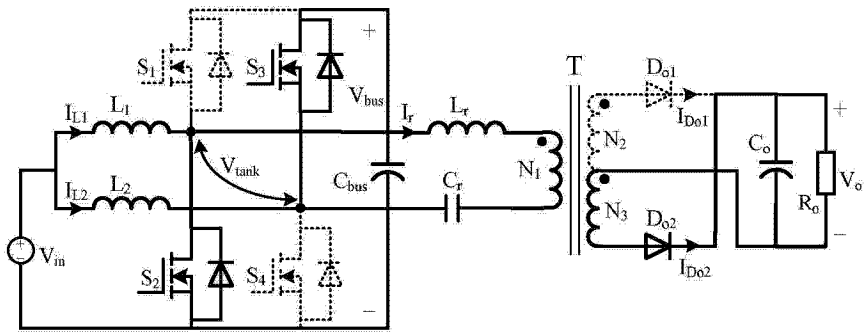 S1
S3
+
Vbus
IL1
L1
Ir
Lr
T
Do1
IDo1
+
Vtank
N1
N2
Co
IL2
L2
Cbus
Cr
N3
Ro
Vo
Do2
IDo2
−
+
−
Vin
S2
S4
−